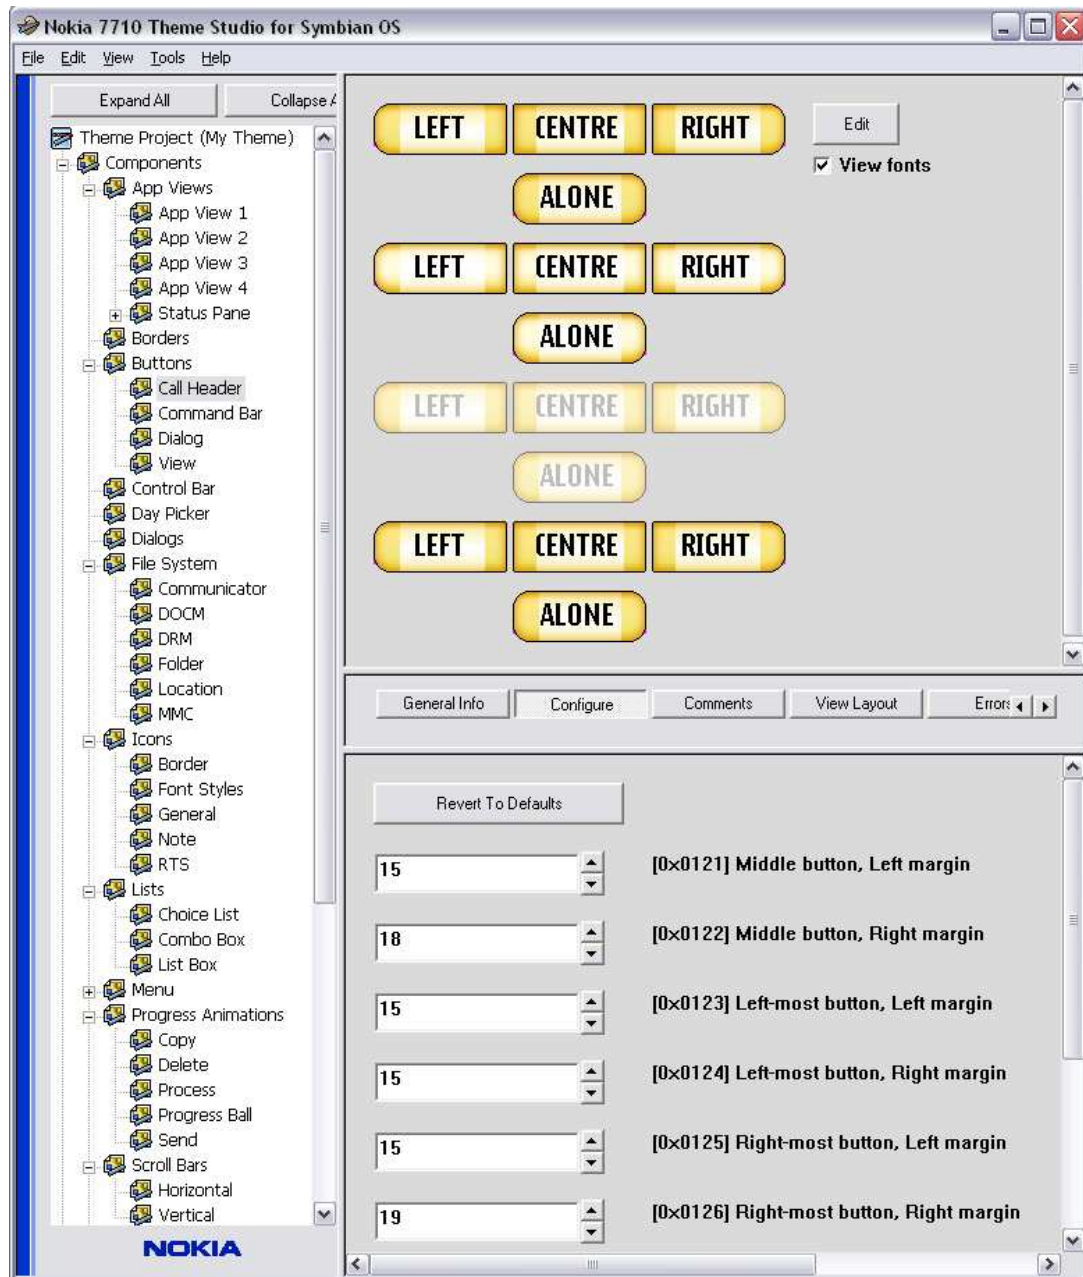 Nokia 7710 Theme Studio for Symbian OS
File Edit View Tools Help
Expand All Collapse A
Theme Project (My Theme)
Components
App Views
App View 1
App View 2
App View 3
App View 4
Status Pane
Borders
Buttons
Call Header
Command Bar
Dialog
View
Control Bar
Day Picker
Dialogs
File System
Communicator
DOCM
DRM
Folder
Location
MMC
Icons
Border
Font Styles
General
Note
RTS
Lists
Choice List
Combo Box
List Box
Menu
Progress Animations
Copy
Delete
Process
Progress Ball
Send
Scroll Bars
Horizontal
Vertical
NOKIA
LEFT CENTRE RIGHT
Edit
View fonts
ALONE
LEFT CENTRE RIGHT
ALONE
LEFT CENTRE RIGHT
ALONE
LEFT CENTRE RIGHT
ALONE
General Info Configure Comments View Layout Errors
Revert To Defaults
15 [0x0121] Middle button, Left margin
18 [0x0122] Middle button, Right margin
15 [0x0123] Left-most button, Left margin
15 [0x0124] Left-most button, Right margin
15 [0x0125] Right-most button, Left margin
19 [0x0126] Right-most button, Right margin